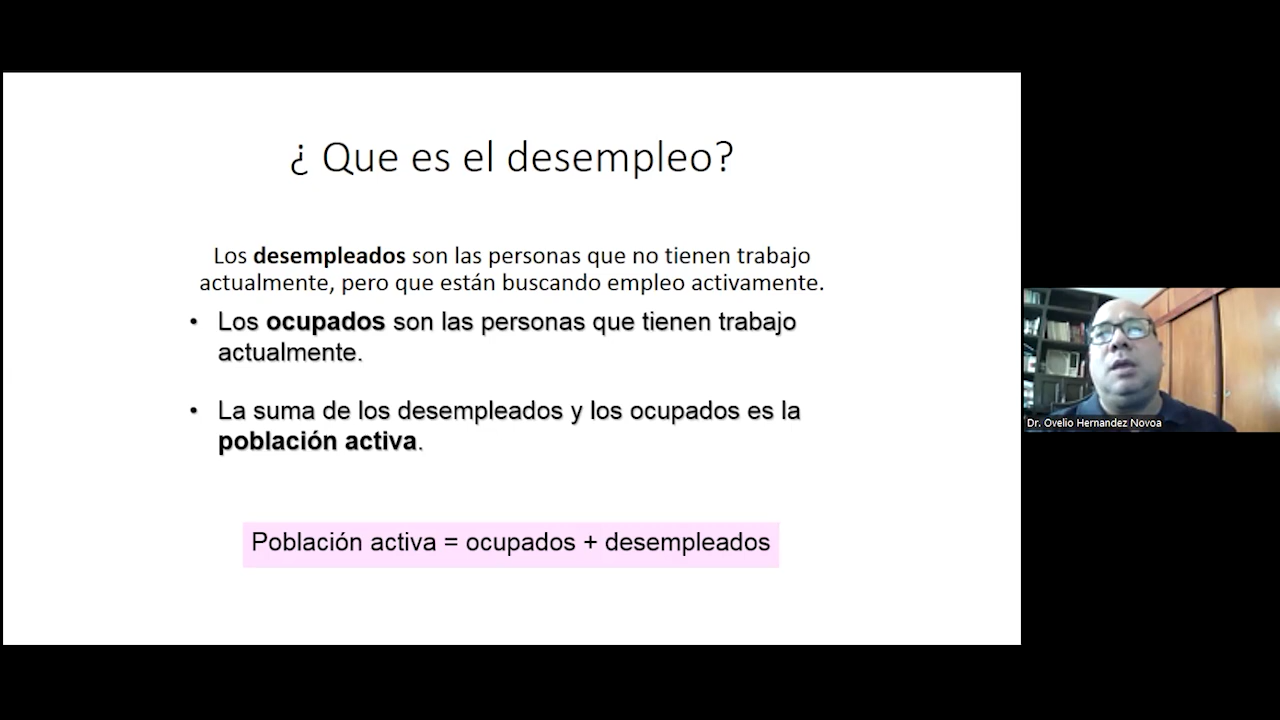 ¿ Que es el desempleo?
Los desempleados son las personas que no tienen trabajo
actualmente, pero que están buscando empleo activamente.
• Los ocupados son las personas que tienen trabajo
actualmente.
• La suma de los desempleados y los ocupados es la
población activa.
Población activa = ocupados + desempleados
Dr. Ovelio Hernandez Novoa